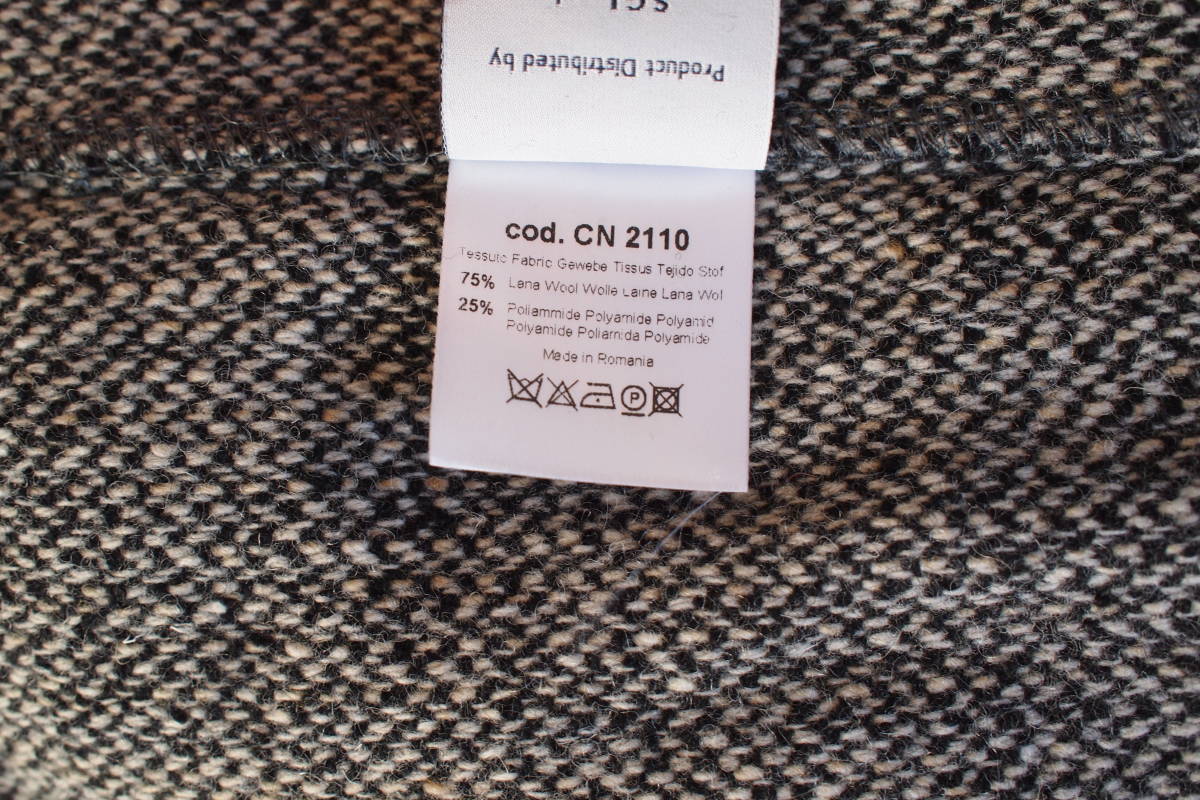 Product Distributed by
cod. CN 2110
Tessuto Fabric Gewebe Tissus Tejido Stof
75% Lana Wool Wolle Laine Lana Wol
25% Poliammide Polyamide Polyamid
Polyamide Poliamida Polyamide
Made in Romania
P